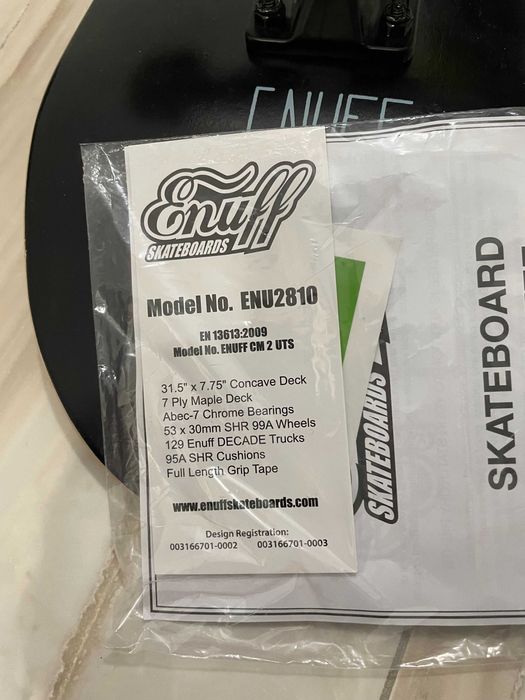 ENUFF
Enuff
SKATEBOARDS
Model No. ENU2810
EN 13613:2009
Model No. ENUFF CM 2 UTS
31.5" x 7.75" Concave Deck
7 Ply Maple Deck
Abec-7 Chrome Bearings
53 x 30mm SHR 99A Wheels
129 Enuff DECADE Trucks
95A SHR Cushions
Full Length Grip Tape
www.enuffskateboards.com
Design Registration:
003166701-0002 003166701-0003
SKATEBOARDS
SKATEBOARD